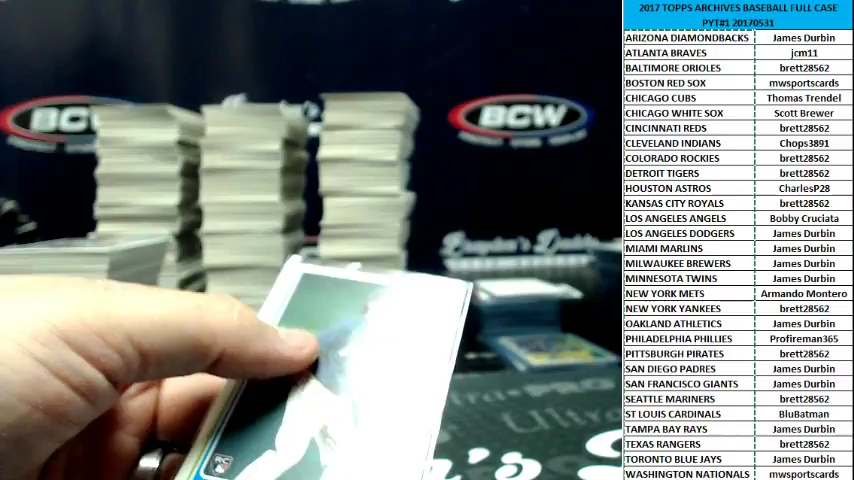 2017 TOPPS ARCHIVES BASEBALL FULL CASE
PYT#1 20170531
ARIZONA DIAMONDBACKS James Durbin
ATLANTA BRAVES jcm11
BALTIMORE ORIOLES brett28562
BOSTON RED SOX mwsportscards
CHICAGO CUBS Thomas Trendel
CHICAGO WHITE SOX Scott Brewer
CINCINNATI REDS brett28562
CLEVELAND INDIANS Chops3891
COLORADO ROCKIES brett28562
DETROIT TIGERS brett28562
HOUSTON ASTROS CharlesP28
KANSAS CITY ROYALS brett28562
LOS ANGELES ANGELS Bobby Cruciata
LOS ANGELES DODGERS James Durbin
MIAMI MARLINS James Durbin
MILWAUKEE BREWERS James Durbin
MINNESOTA TWINS James Durbin
NEW YORK METS Armando Montero
NEW YORK YANKEES brett28562
OAKLAND ATHLETICS James Durbin
PHILADELPHIA PHILLIES Profireman365
PITTSBURGH PIRATES brett28562
SAN DIEGO PADRES James Durbin
SAN FRANCISCO GIANTS James Durbin
SEATTLE MARINERS brett28562
ST LOUIS CARDINALS BluBatman
TAMPA BAY RAYS James Durbin
TEXAS RANGERS brett28562
TORONTO BLUE JAYS James Durbin
WASHINGTON NATIONALS mwsportscards
BCW
BCW
RC
Ultra